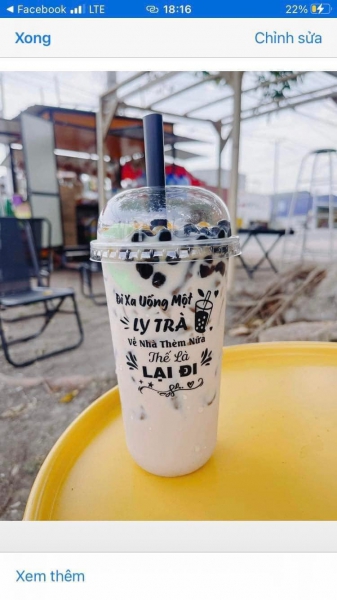 Facebook LTE 18:16 22%
Xong Chỉnh sửa
Đi Xa Uống Một
LY TRÀ
Về Nhà Thèm Nữa
Thế Là
LẠI ĐI
Xem thêm